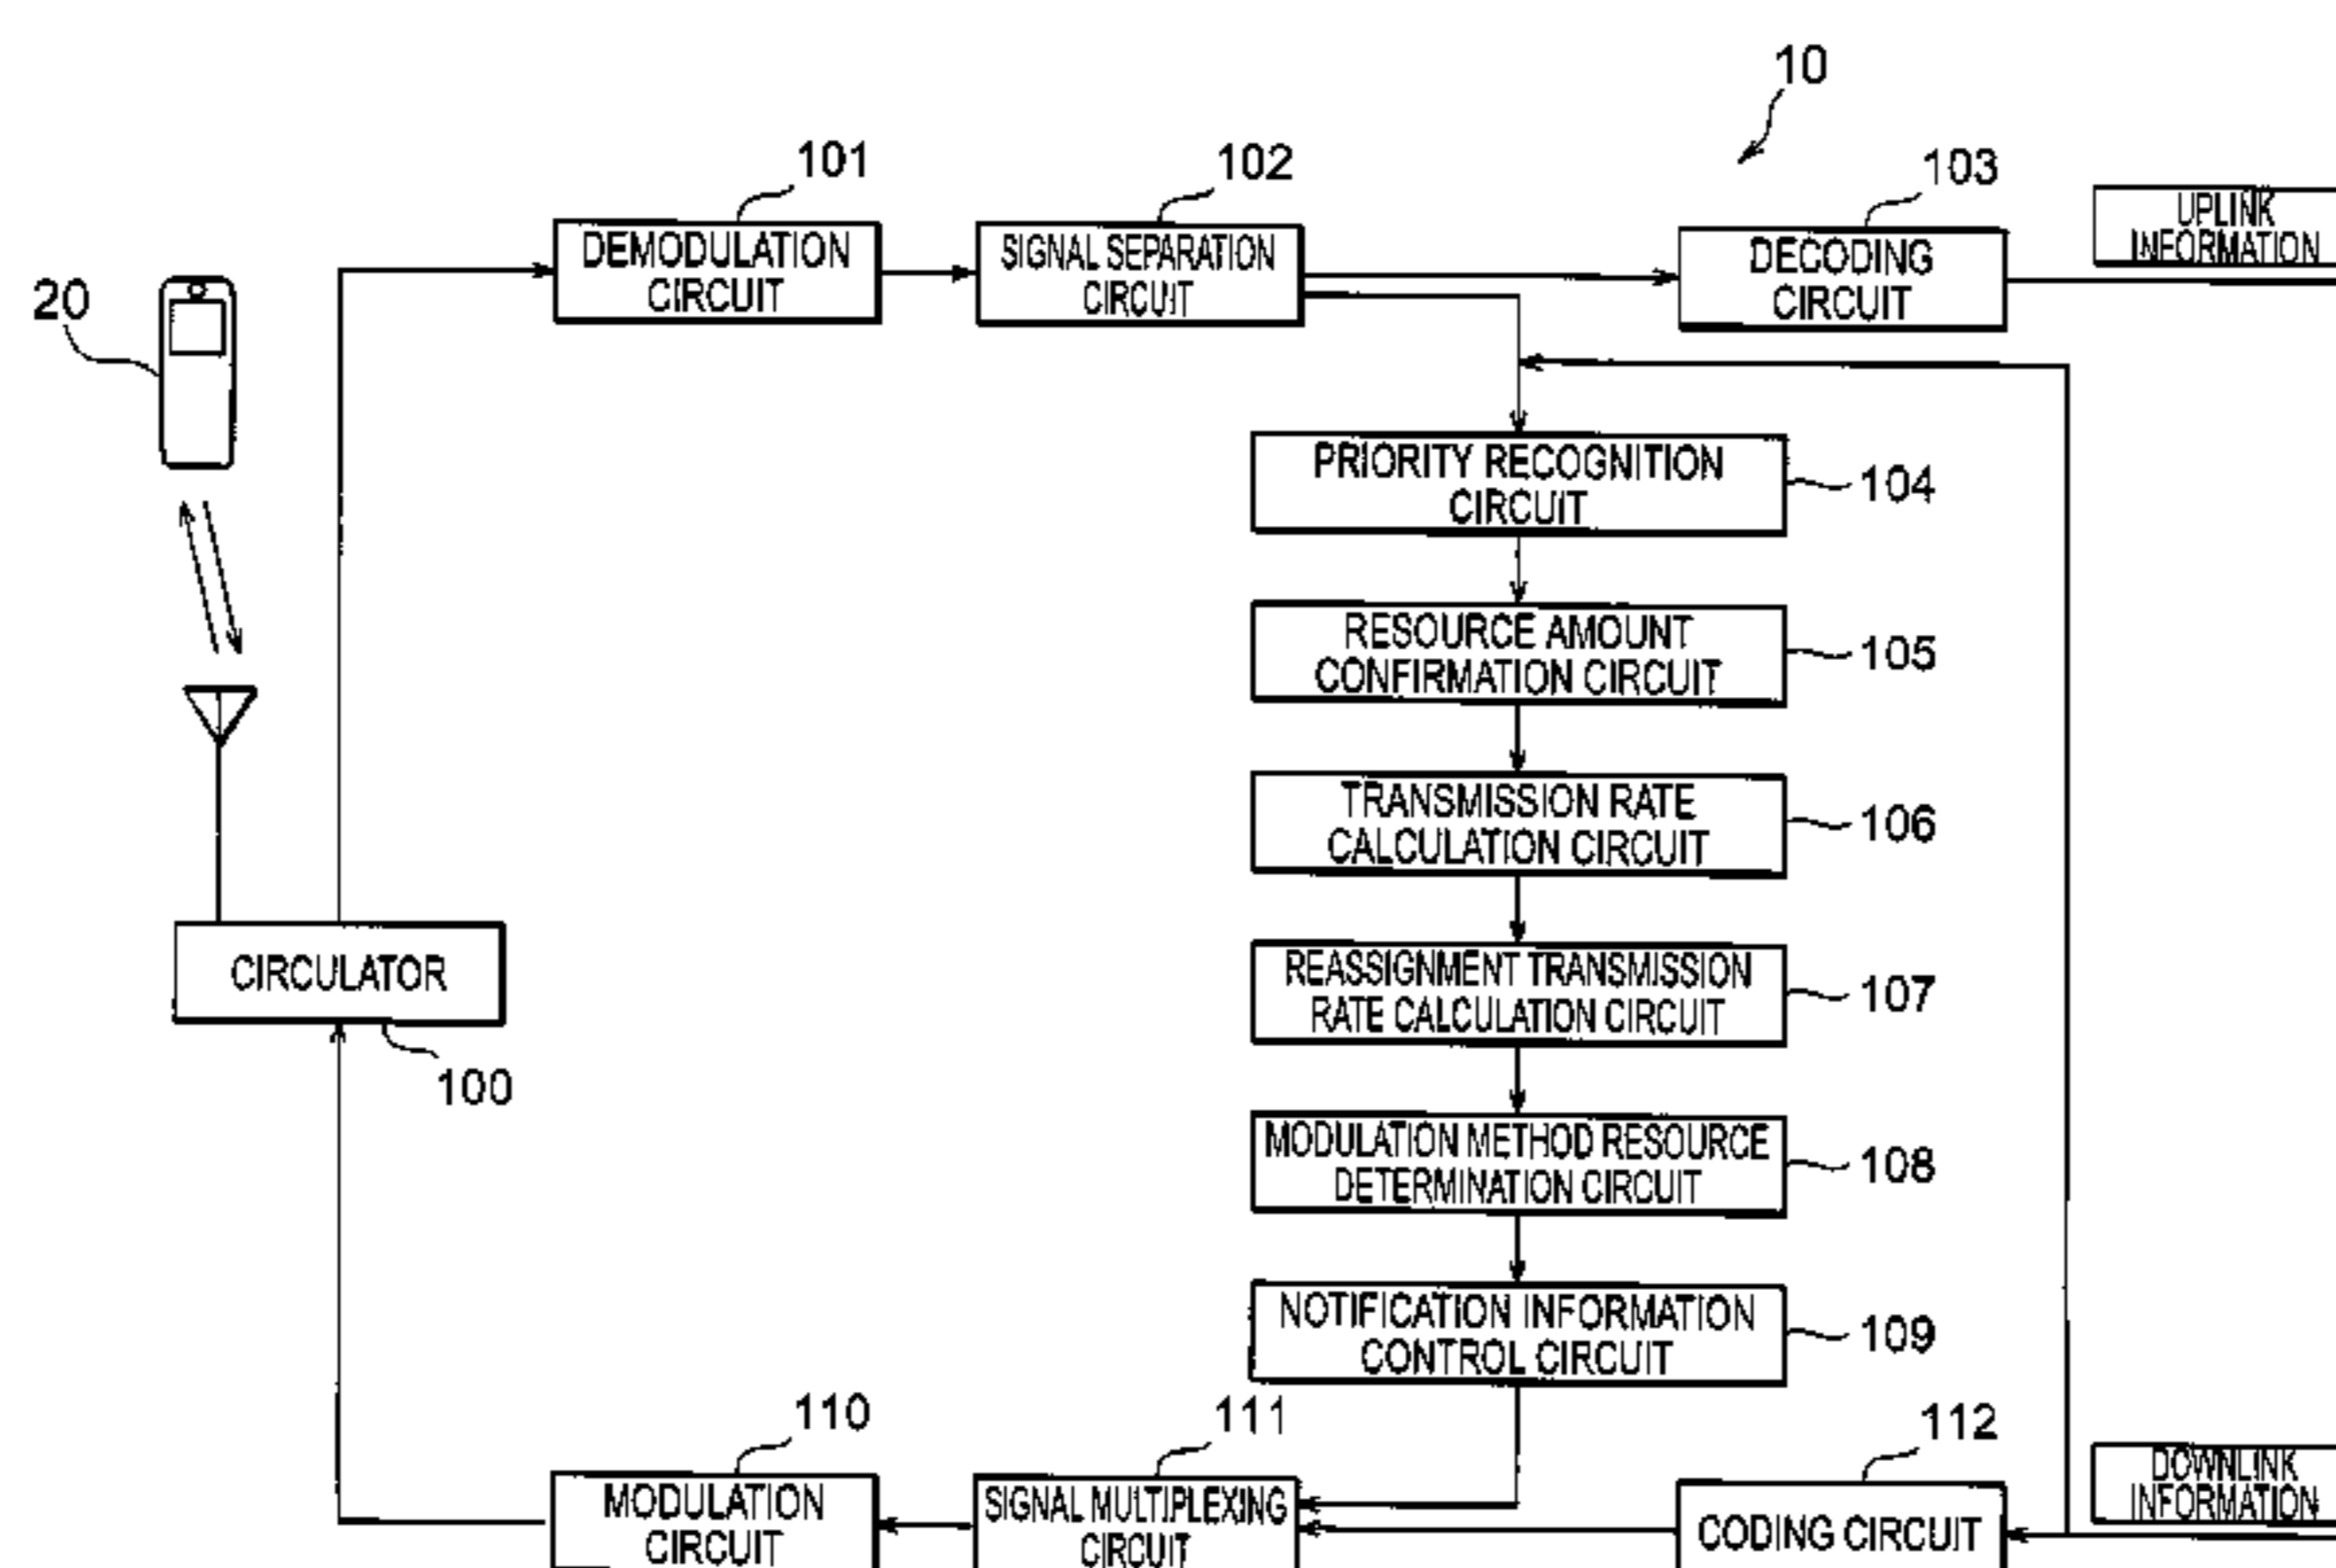 10
101
102
103
DEMODULATION
CIRCUIT
SIGNAL SEPARATION
CIRCUIT
DECODING
CIRCUIT
UPLINK
INFORMATION
20
PRIORITY RECOGNITION
CIRCUIT
104
RESOURCE AMOUNT
CONFIRMATION CIRCUIT
105
TRANSMISSION RATE
CALCULATION CIRCUIT
106
REASSIGNMENT TRANSMISSION
RATE CALCULATION CIRCUIT
107
CIRCULATOR
100
MODULATION METHOD RESOURCE
DETERMINATION CIRCUIT
108
NOTIFICATION INFORMATION
CONTROL CIRCUIT
109
110
111
112
MODULATION
CIRCUIT
SIGNAL MULTIPLEXING
CIRCUIT
CODING CIRCUIT
DOWNLINK
INFORMATION